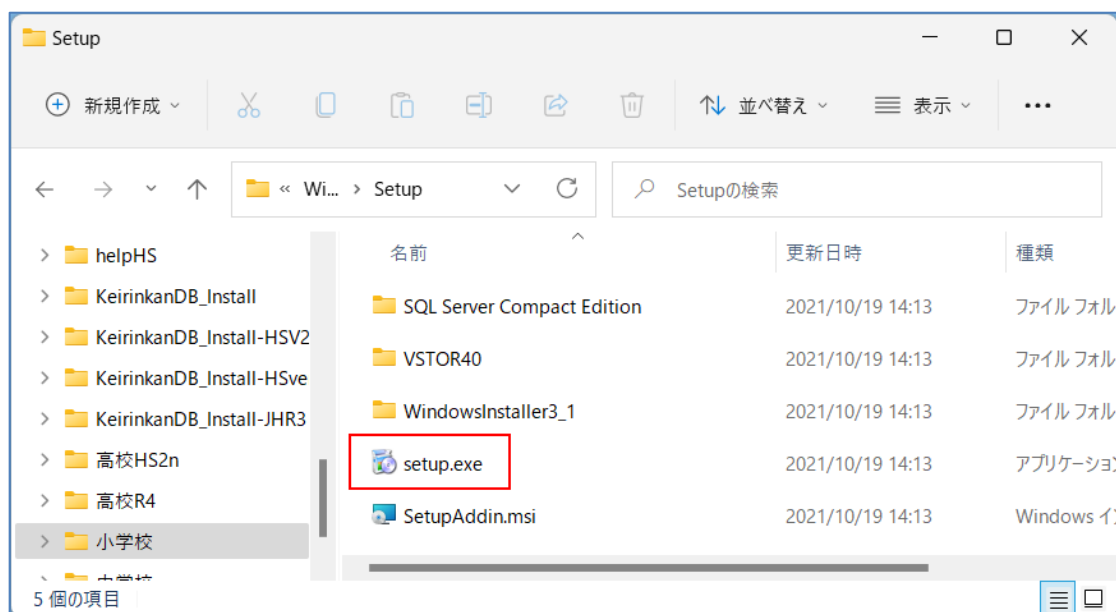 Setup
新規作成
並べ替え
表示
« Wi... > Setup
Setupの検索
helpHS
KeirinkanDB_Install
KeirinkanDB_Install-HSV2
KeirinkanDB_Install-HSve
KeirinkanDB_Install-JHR3
高校HS2n
高校R4
小学校
名前 更新日時 種類
SQL Server Compact Edition 2021/10/19 14:13 ファイル フォル
VSTOR40 2021/10/19 14:13 ファイル フォル
WindowsInstaller3_1 2021/10/19 14:13 ファイル フォル
setup.exe 2021/10/19 14:13 アプリケーション
SetupAddin.msi 2021/10/19 14:13 Windows イ
5 個の項目